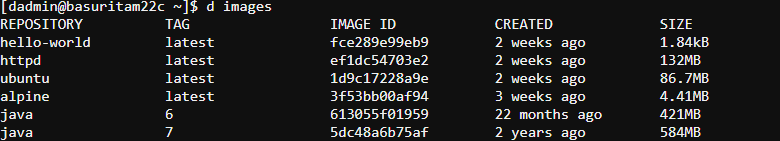 [dadmin@basuritam22c ~]$ d images
REPOSITORY TAG IMAGE ID CREATED SIZE
hello-world latest fce289e99eb9 2 weeks ago 1.84kB
httpd latest ef1dc54703e2 2 weeks ago 132MB
ubuntu latest 1d9c17228a9e 2 weeks ago 86.7MB
alpine latest 3f53bb00af94 3 weeks ago 4.41MB
java 6 613055f01959 22 months ago 421MB
java 7 5dc48a6b75af 2 years ago 584MB